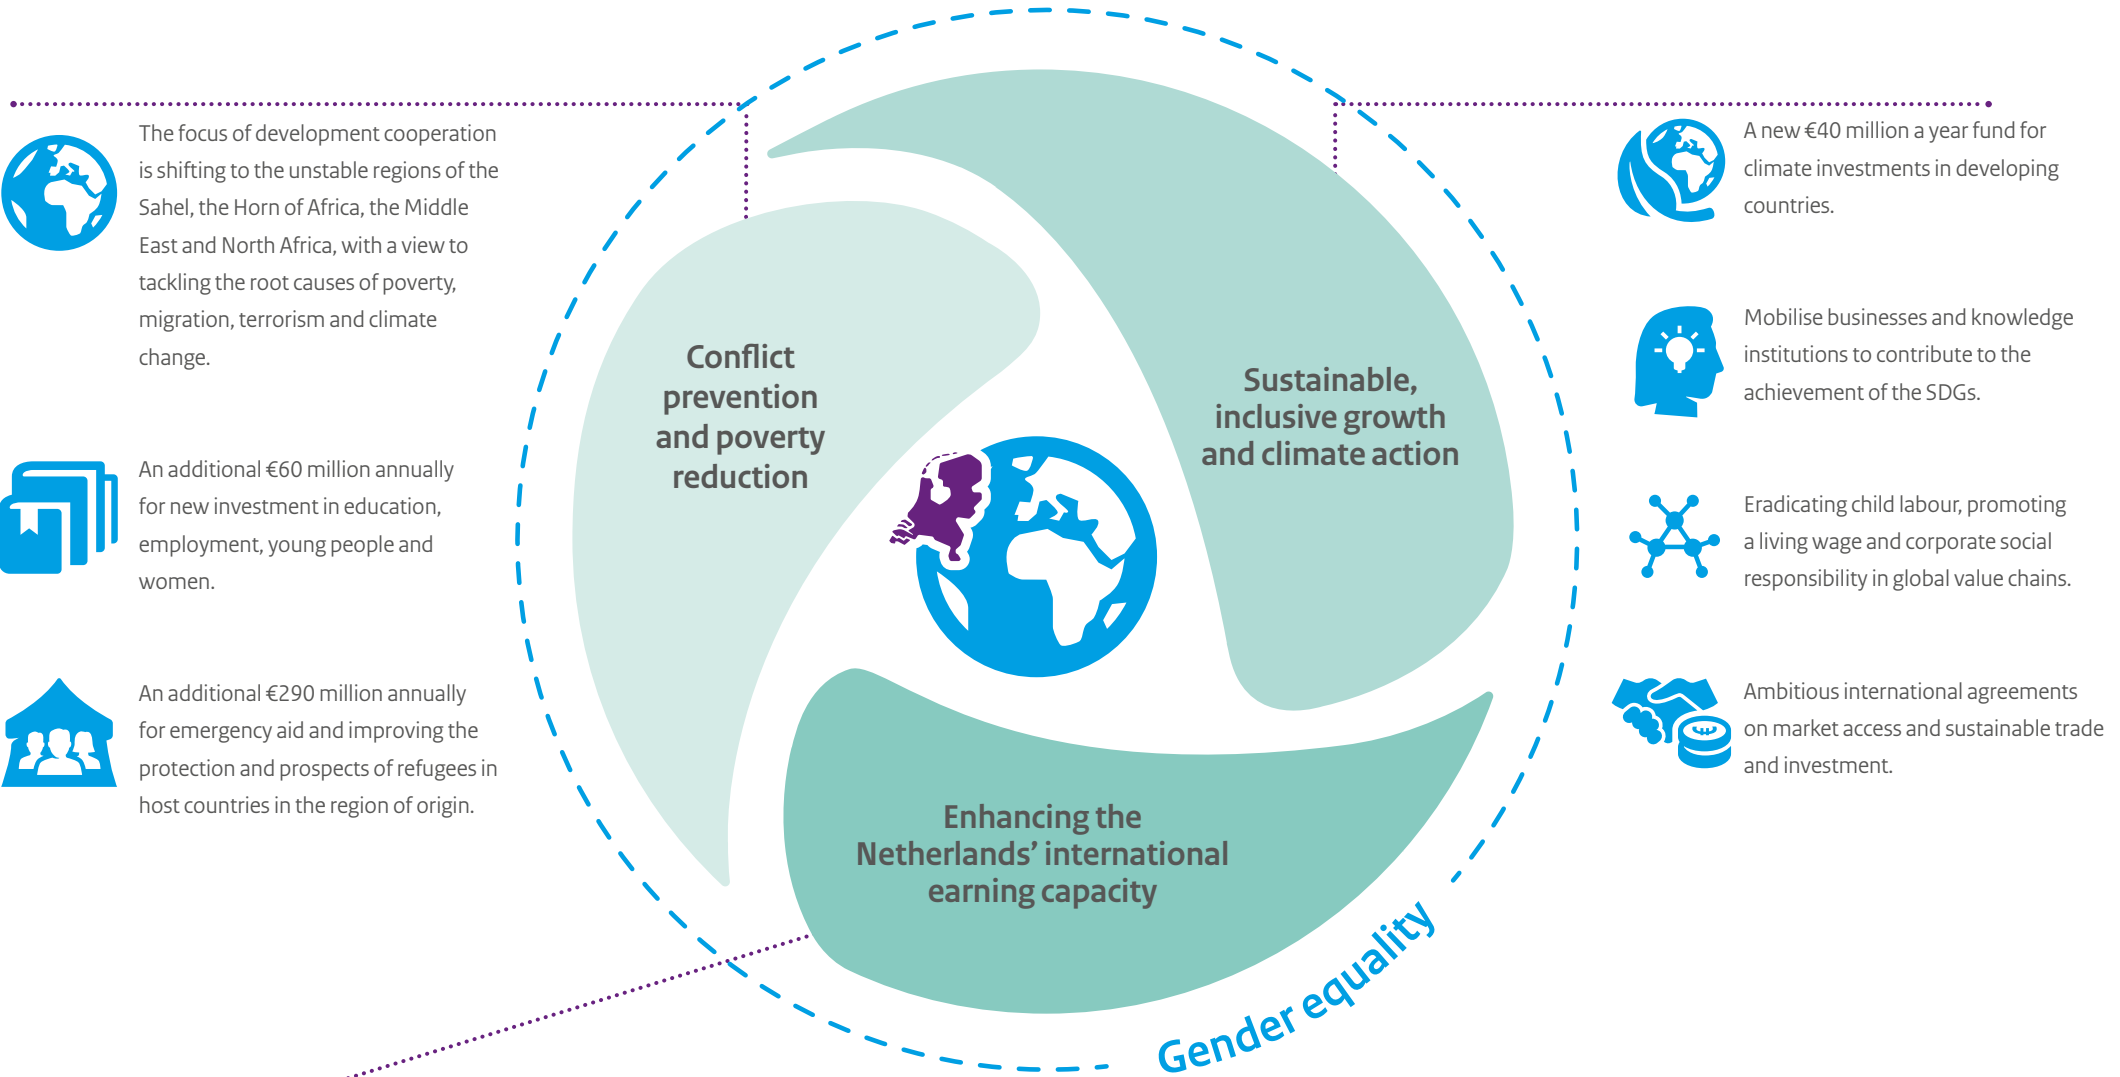 The focus of development cooperation
is shifting to the unstable regions of the
Sahel, the Horn of Africa, the Middle
East and North Africa, with a view to
tackling the root causes of poverty,
migration, terrorism and climate
change.
An additional €60 million annually
for new investment in education,
employment, young people and
women.
An additional €290 million annually
for emergency aid and improving the
protection and prospects of refugees in
host countries in the region of origin.
Conflict
prevention
and poverty
reduction
Sustainable,
inclusive growth
and climate action
Enhancing the
Netherlands’ international
earning capacity
Gender equality
A new €40 million a year fund for
climate investments in developing
countries.
Mobilise businesses and knowledge
institutions to contribute to the
achievement of the SDGs.
Eradicating child labour, promoting
a living wage and corporate social
responsibility in global value chains.
Ambitious international agreements
on market access and sustainable trade
and investment.